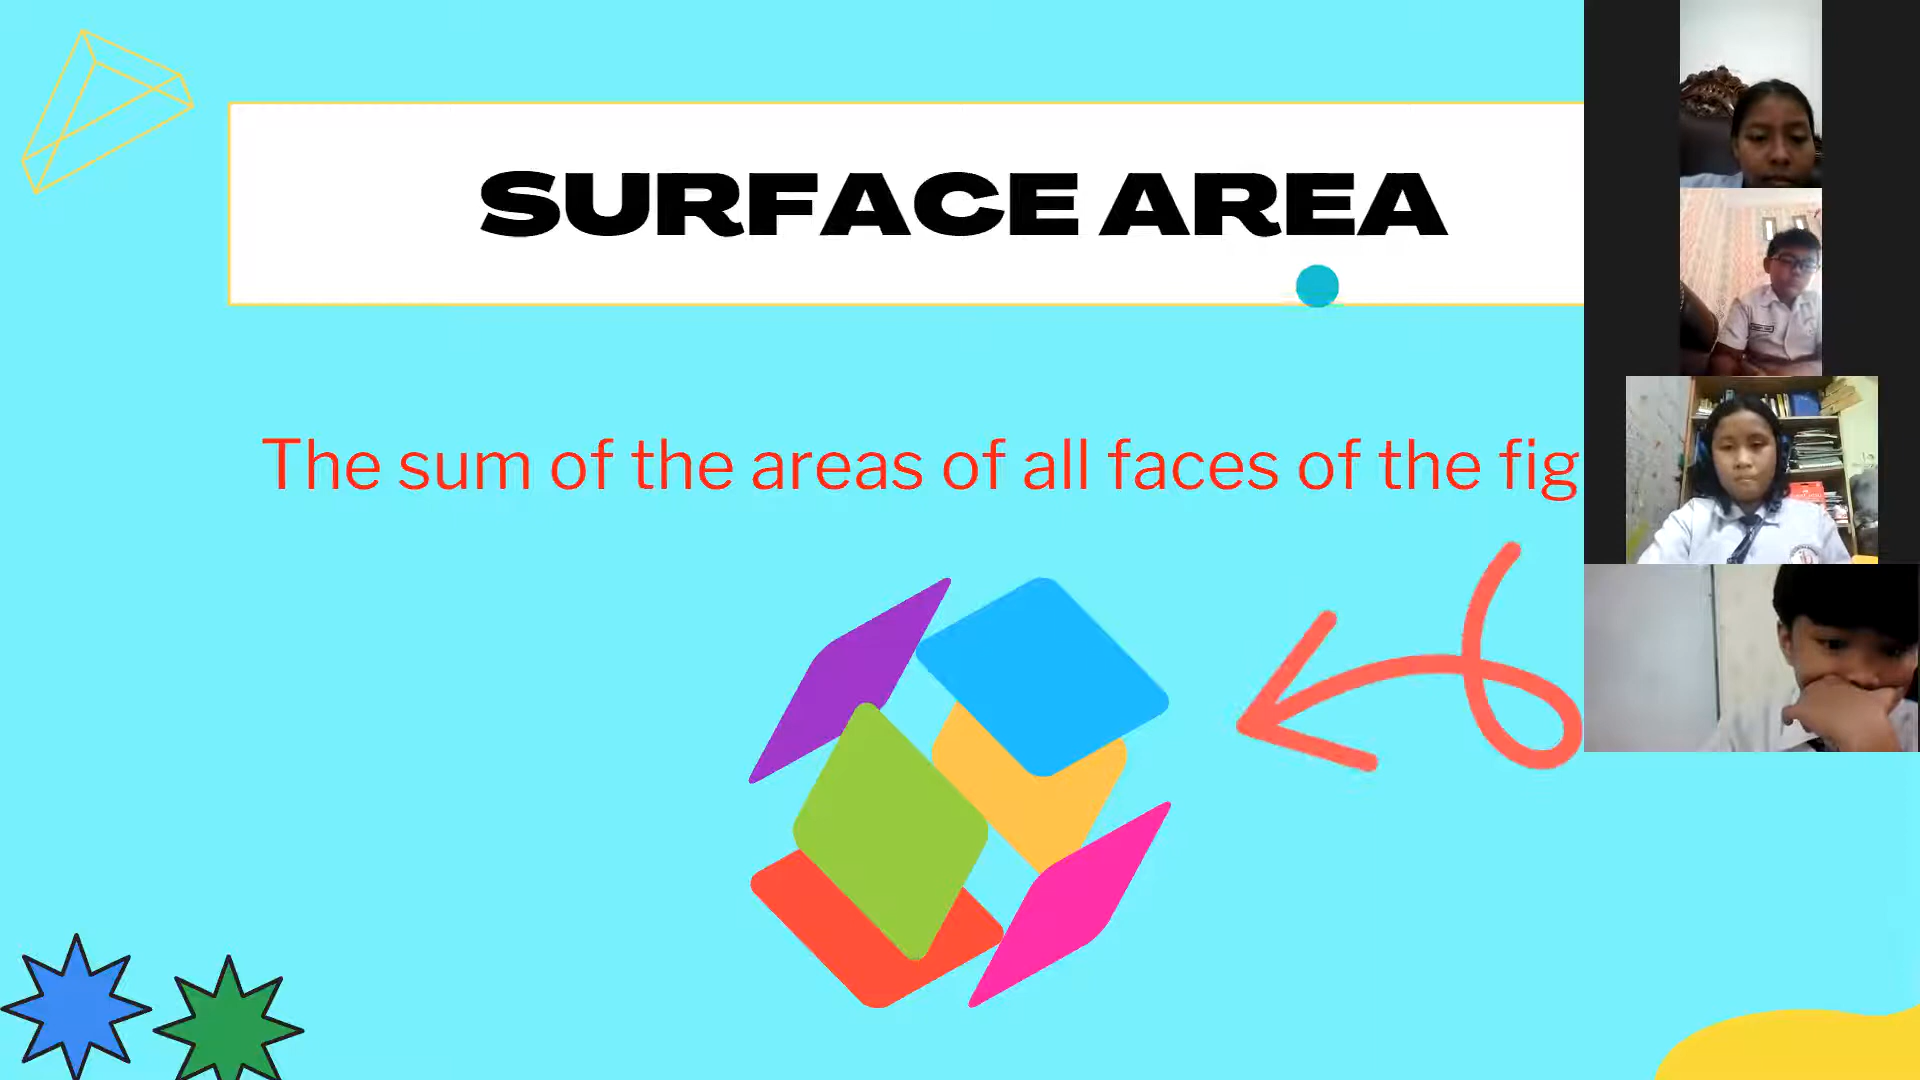 SURFACE AREA
The sum of the areas of all faces of the fig